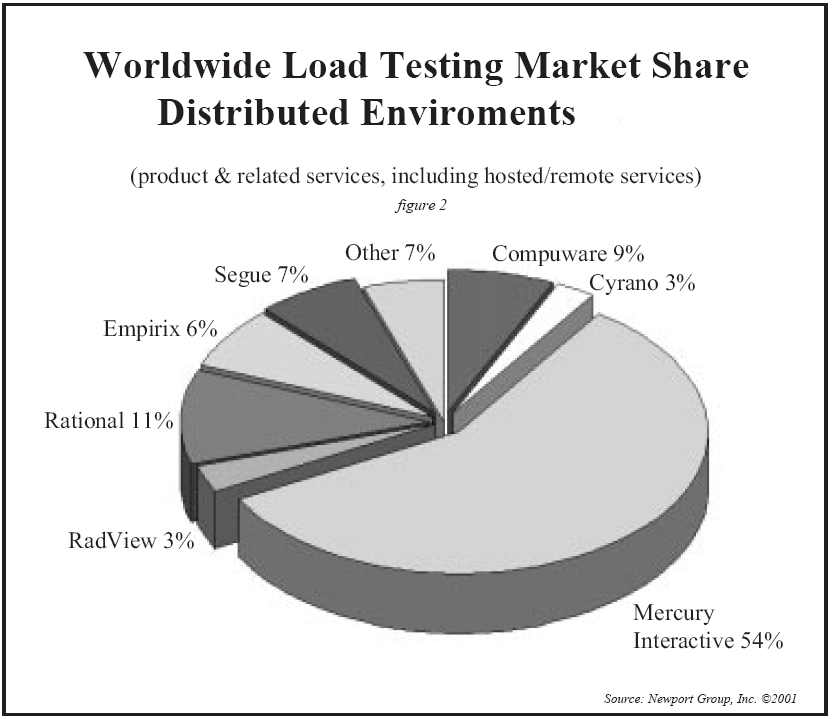 Worldwide Load Testing Market Share
Distributed Enviroments
(product & related services, including hosted/remote services)
figure 2
Other 7%
Compuware 9%
Segue 7%
Cyrano 3%
Empirix 6%
Rational 11%
RadView 3%
Mercury
Interactive 54%
Source: Newport Group, Inc. ©2001